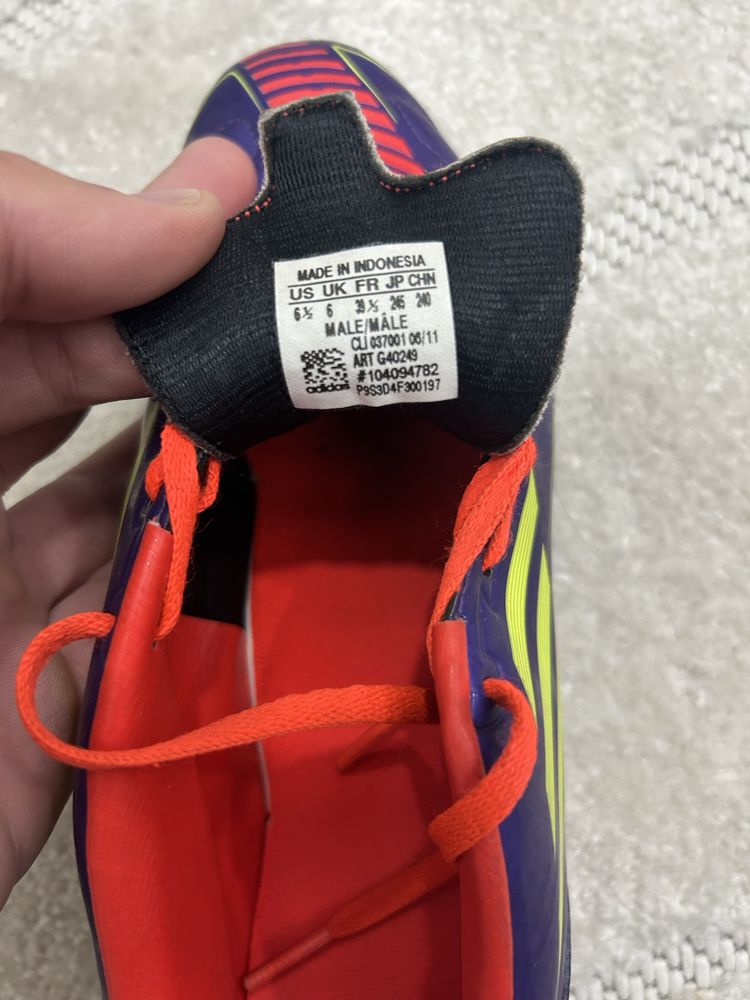 MADE IN INDONESIA
US UK FR JP CHN
6½ 6 39⅓ 245 240
MALE/MÂLE
CLI 037001 06/11
ART G40249
#104094782
adidas P9S3D4F300197